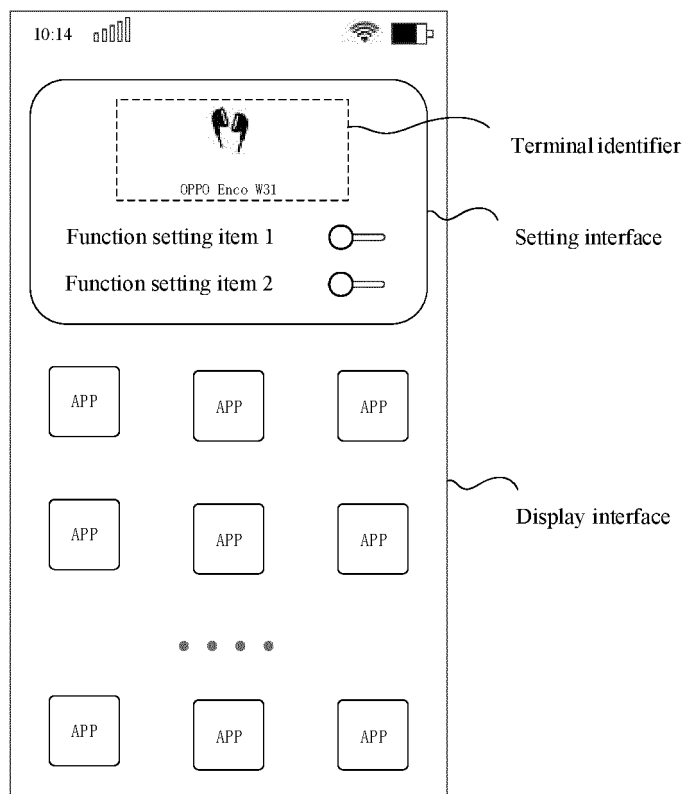 10:14
Terminal identifier
OPPO Enco W31
Function setting item 1
Setting interface
Function setting item 2
APP APP APP
APP APP APP
Display interface
APP APP APP